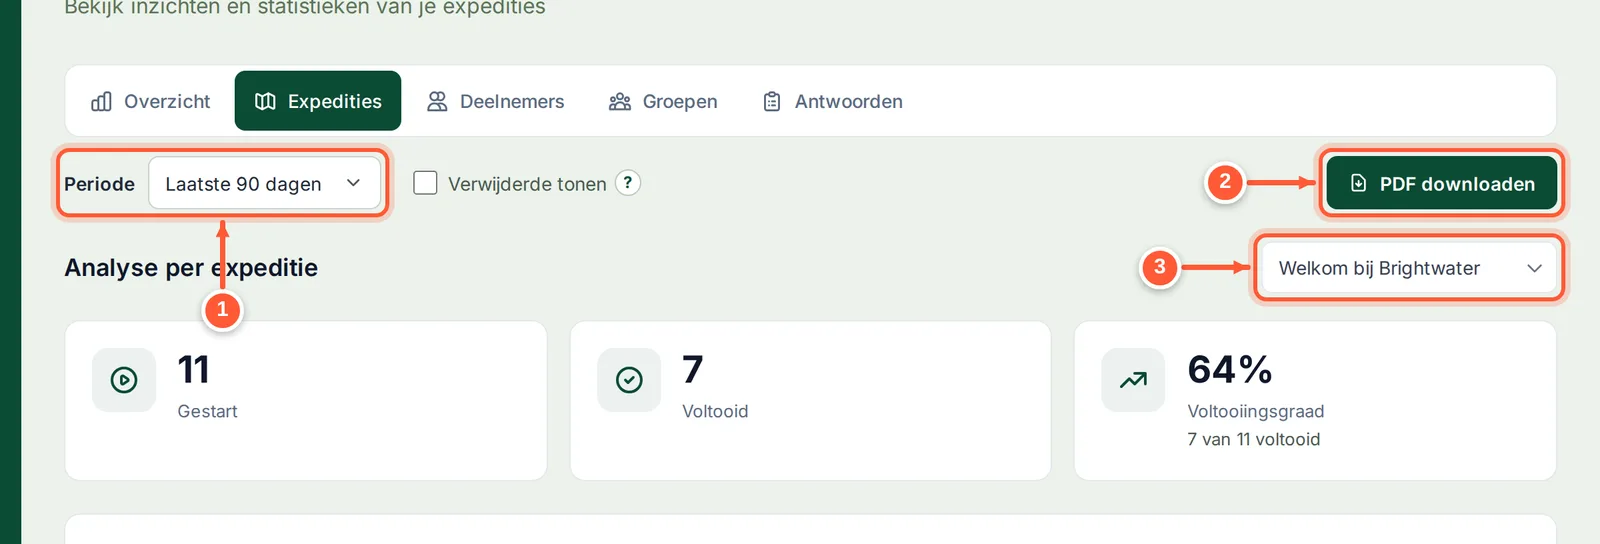 Bekijk inzichten en statistieken van je expedities
Overzicht
Expedities
Deelnemers
Groepen
Antwoorden
Periode
Laatste 90 dagen
Verwijderde tonen
?
2
PDF downloaden
Analyse per expeditie
3
Welkom bij Brightwater
1
11
Gestart
7
Voltooid
64%
Voltooiingsgraad
7 van 11 voltooid